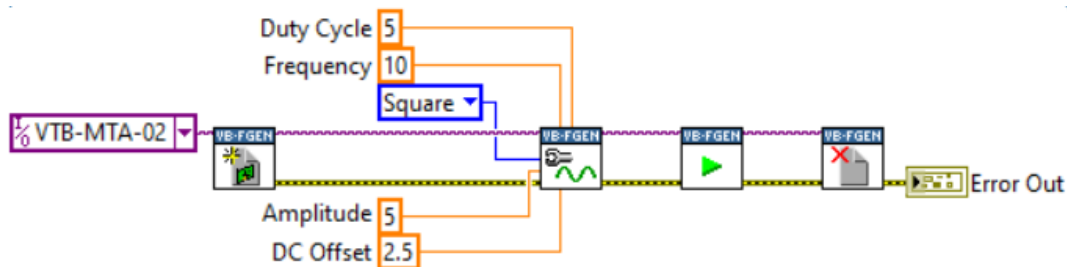 Duty Cycle 5
Frequency 10
Square
I/O VTB-MTA-02
VB-FGEN VB-FGEN VB-FGEN VB-FGEN
Error Out
Amplitude 5
DC Offset 2.5